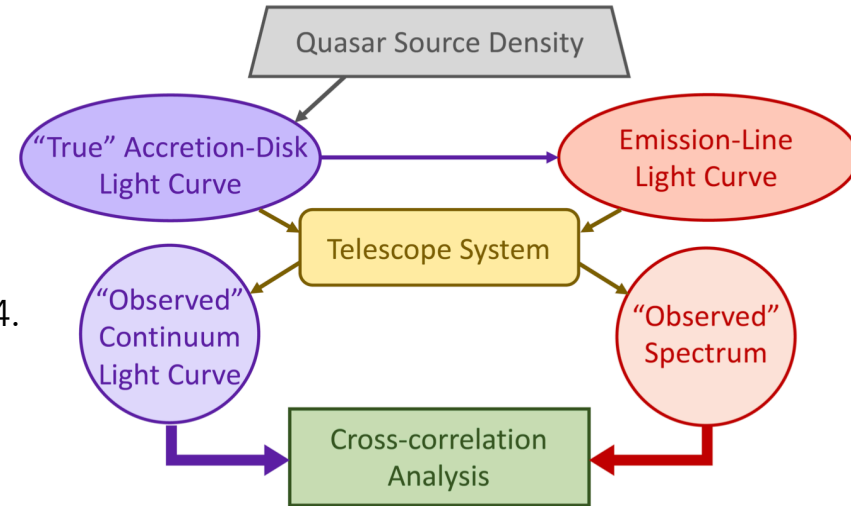 Quasar Source Density
“True” Accretion-Disk
Light Curve
Emission-Line
Light Curve
Telescope System
4.
“Observed”
Continuum
Light Curve
“Observed”
Spectrum
Cross-correlation
Analysis